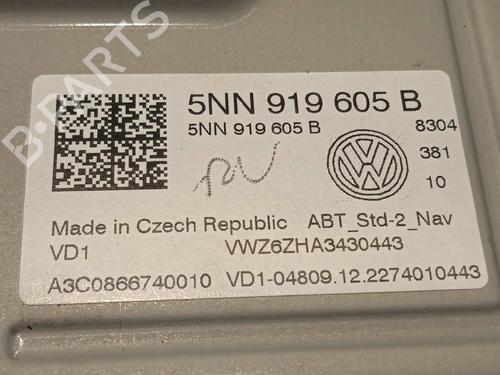 B-PARTS
5NN 919 605 B
5NN 919 605 B
8304
381
10
Made in Czech Republic ABT_Std-2_Nav
VD1 VWZ6ZHA3430443
A3C0866740010 VD1-04809.12.2274010443